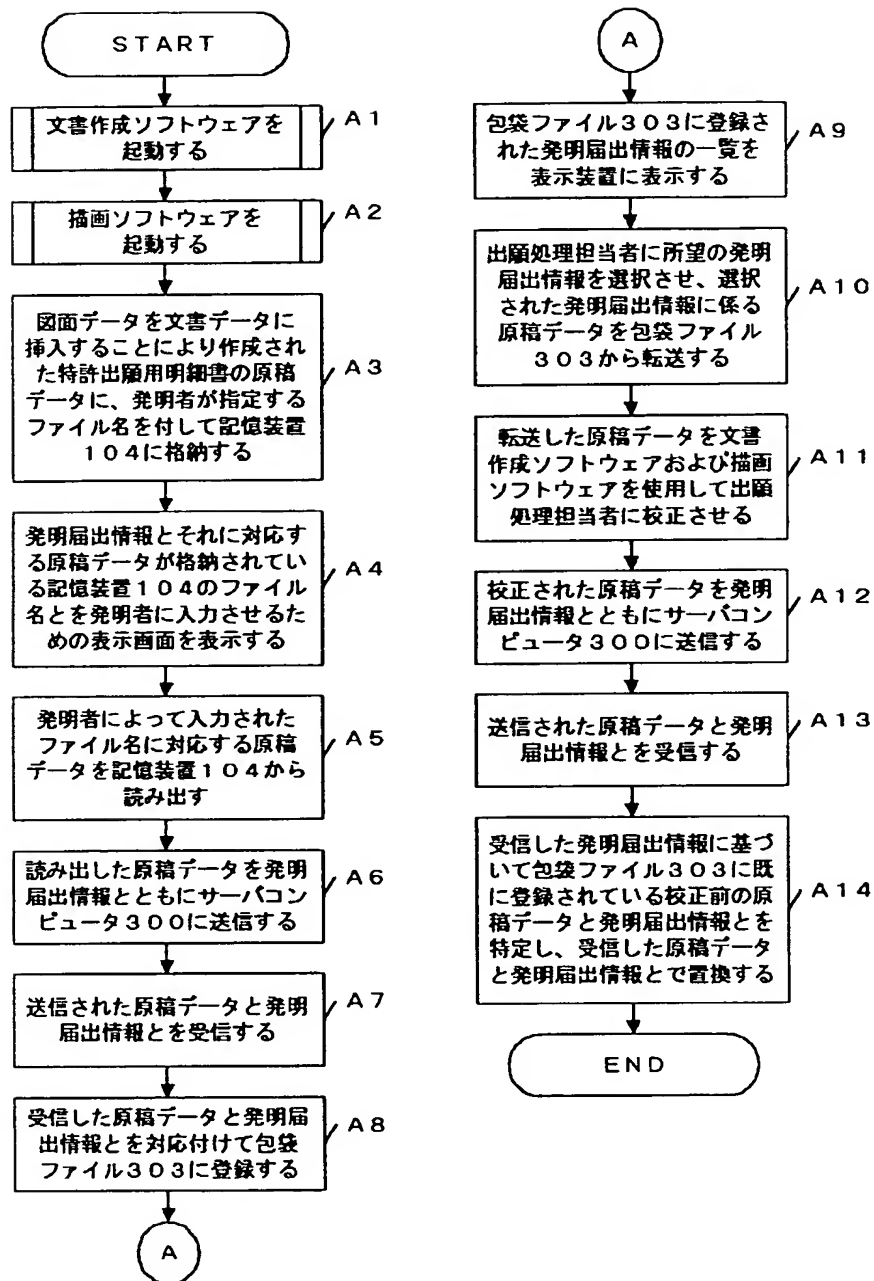 START
文書作成ソフトウェアを
起動する
A1
描画ソフトウェアを
起動する
A2
図面データを文書データに
挿入することにより作成され
た特許出願用明細書の原稿
データに、発明者が指定する
ファイル名を付して記憶装置
104に格納する
A3
発明届出情報とそれに対応す
る原稿データが格納されてい
る記憶装置104のファイル
名とを発明者に入力させるた
めの表示画面を表示する
A4
発明者によって入力された
ファイル名に対応する原稿
データを記憶装置104から
読み出す
A5
読み出した原稿データを発明
届出情報とともにサーバコン
ピュータ300に送信する
A6
送信された原稿データと発明
届出情報とを受信する
A7
受信した原稿データと発明届
出情報とを対応付けて包袋
ファイル303に登録する
A8
A
A
包袋ファイル303に登録さ
れた発明届出情報の一覧を
表示装置に表示する
A9
出願処理担当者に所望の発明
届出情報を選択させ、選択
された発明届出情報に係る
原稿データを包袋ファイル
303から転送する
A10
転送した原稿データを文書
作成ソフトウェアおよび描画
ソフトウェアを使用して出願
処理担当者に校正させる
A11
校正された原稿データを発明
届出情報とともにサーバコン
ピュータ300に送信する
A12
送信された原稿データと発明
届出情報とを受信する
A13
受信した発明届出情報に基づ
いて包袋ファイル303に既
に登録されている校正前の原
稿データと発明届出情報とを
特定し、受信した原稿データ
と発明届出情報とで置換する
A14
END